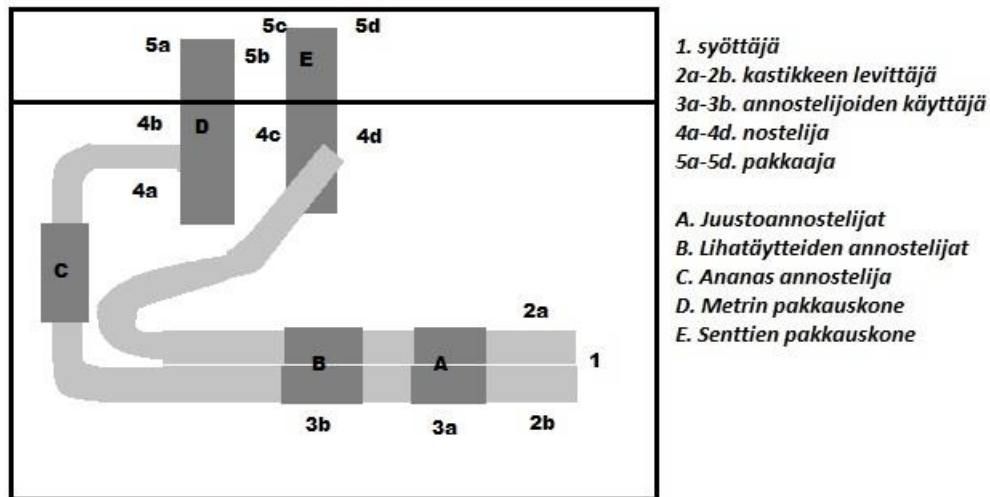 5c 5d
5a
5b E
4b D 4c 4d
4a
C
2a
1
B A
3b 3a 2b
1. syöttäjä
2a-2b. kastikkeen levittäjä
3a-3b. annostelijoiden käyttäjä
4a-4d. nostelija
5a-5d. pakkaaja
A. Juustoannostelijat
B. Lihatäytteiden annostelijat
C. Ananas annostelija
D. Metrin pakkauskone
E. Senttien pakkauskone